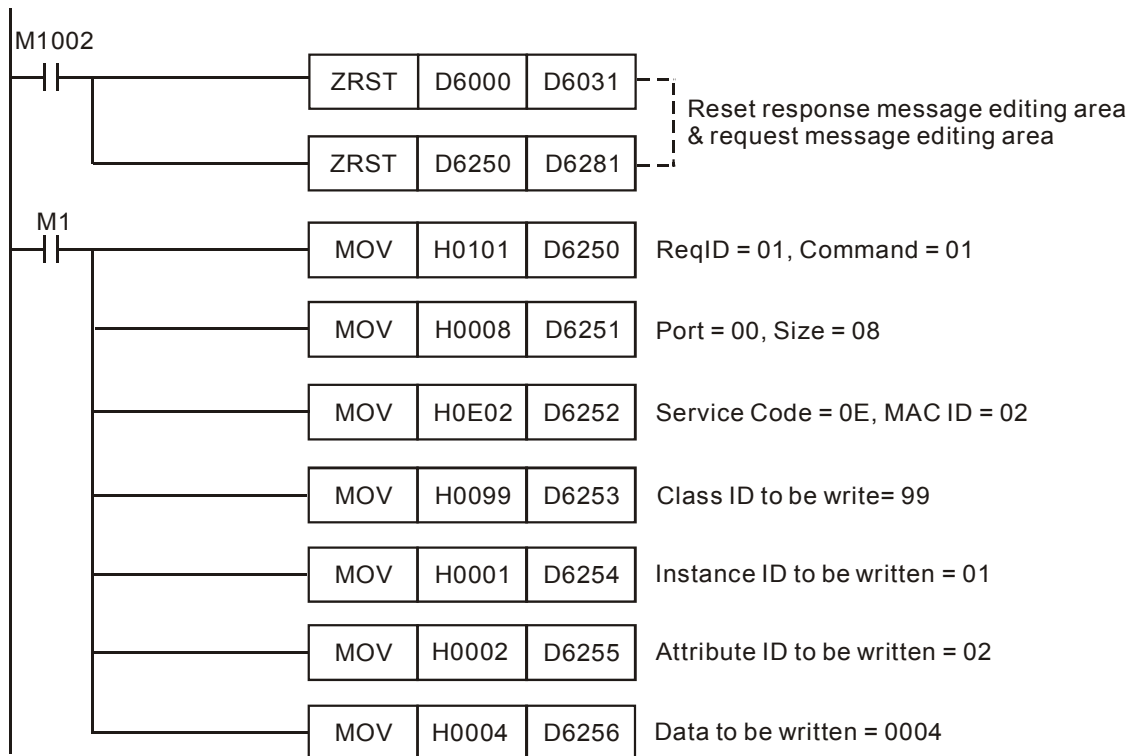 M1002
ZRST D6000 D6031
Reset response message editing area
& request message editing area
ZRST D6250 D6281
M1
MOV H0101 D6250 ReqID = 01, Command = 01
MOV H0008 D6251 Port = 00, Size = 08
MOV H0E02 D6252 Service Code = 0E, MAC ID = 02
MOV H0099 D6253 Class ID to be write= 99
MOV H0001 D6254 Instance ID to be written = 01
MOV H0002 D6255 Attribute ID to be written = 02
MOV H0004 D6256 Data to be written = 0004